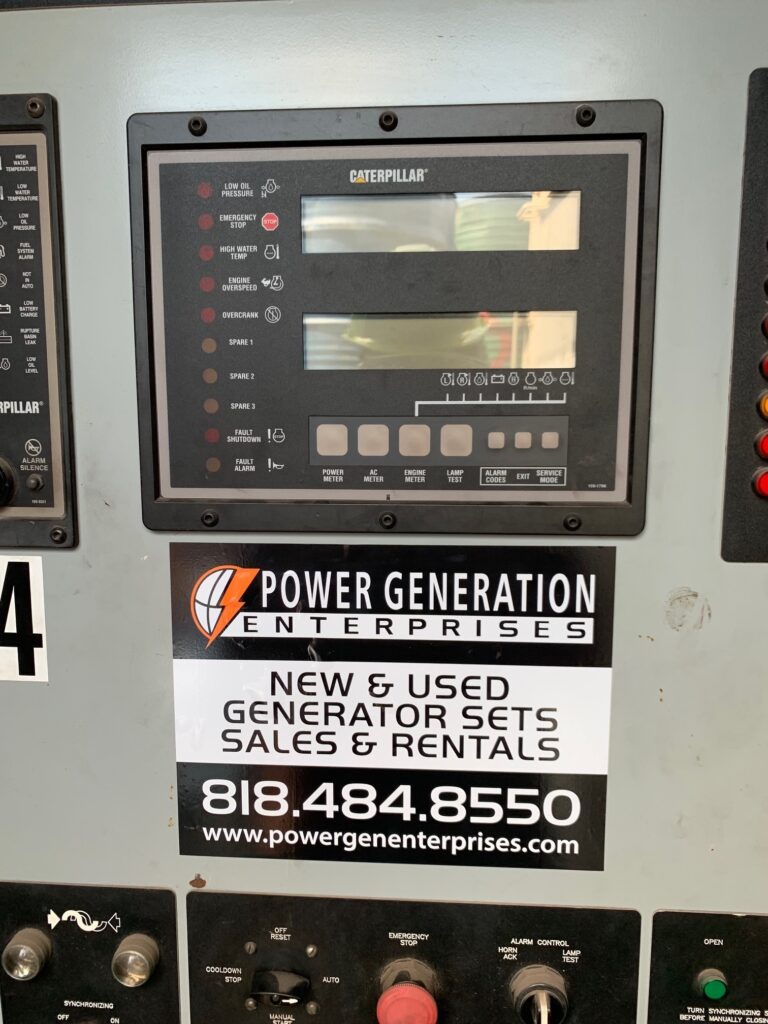 HIGH
WATER
TEMPERATURE
LOW
WATER
TEMPERATURE
LOW
OIL
PRESSURE
FUEL
SYSTEM
ALARM
NOT
IN
AUTO
LOW
BATTERY
CHARGE
RUPTURE
BASIN
LEAK
LOW
OIL
LEVEL
RPILLAR®
ALARM
SILENCE
4
CATERPILLAR®
LOW OIL
PRESSURE
EMERGENCY
STOP
STOP
HIGH WATER
TEMP
ENGINE
OVERSPEED
OVERCRANK
SPARE 1
SPARE 2
SPARE 3
FAULT
SHUTDOWN
FAULT
ALARM
POWER
METER
AC
METER
ENGINE
METER
LAMP
TEST
ALARM
CODES
EXIT
SERVICE
MODE
POWER GENERATION
ENTERPRISES
NEW & USED
GENERATOR SETS
SALES & RENTALS
818.484.8550
www.powergenenterprises.com
SYNCHRONIZING
OFF ON
OFF
RESET
COOLDOWN
STOP
AUTO
MANUAL
START
EMERGENCY
STOP
ALARM CONTROL
HORN
ACK
LAMP
TEST
OPEN
TURN SYNCHRONIZING S
BEFORE MANUALLY CLOSIN